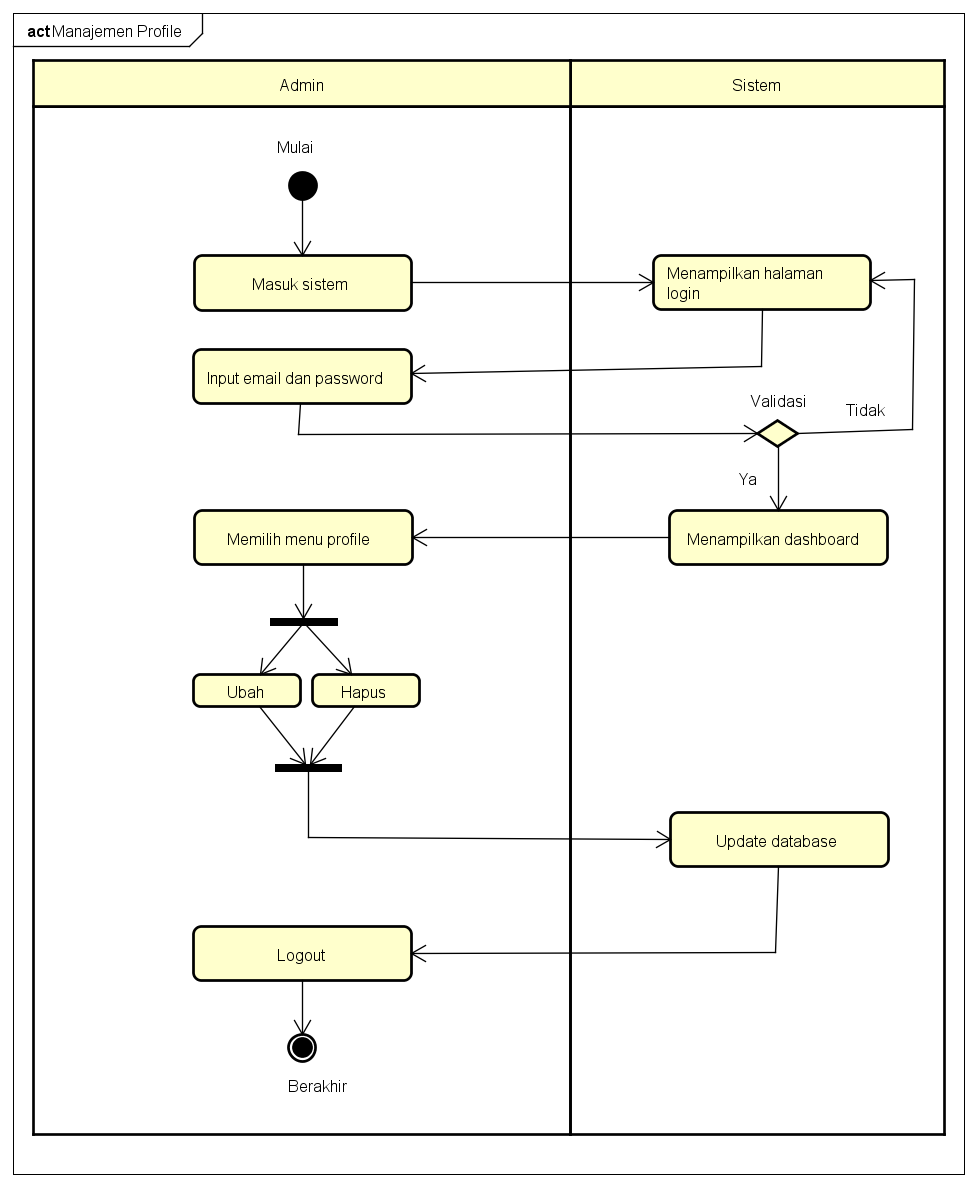 act Manajemen Profile
Admin
Sistem
Mulai
Masuk sistem
Menampilkan halaman
login
Input email dan password
Validasi
Tidak
Ya
Memilih menu profile
Menampilkan dashboard
Ubah
Hapus
Update database
Logout
Berakhir